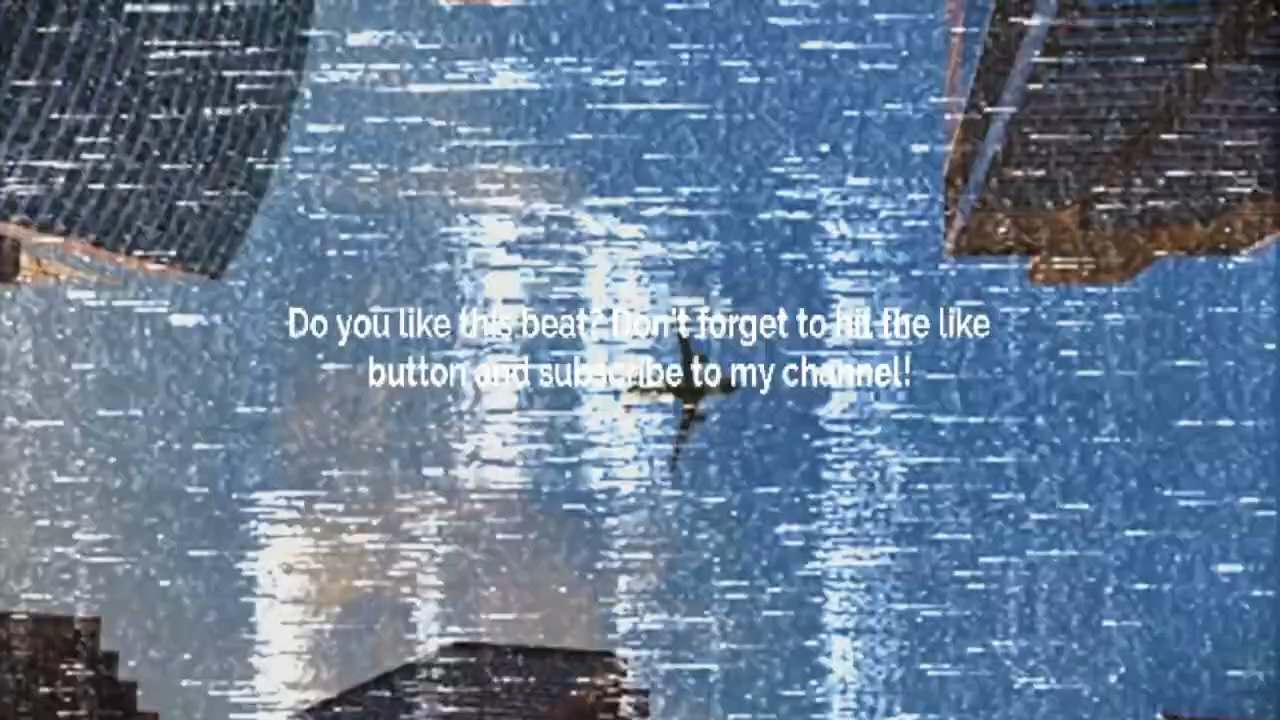 Do you like this beat? Don't forget to hit the like
button and subscribe to my channel!